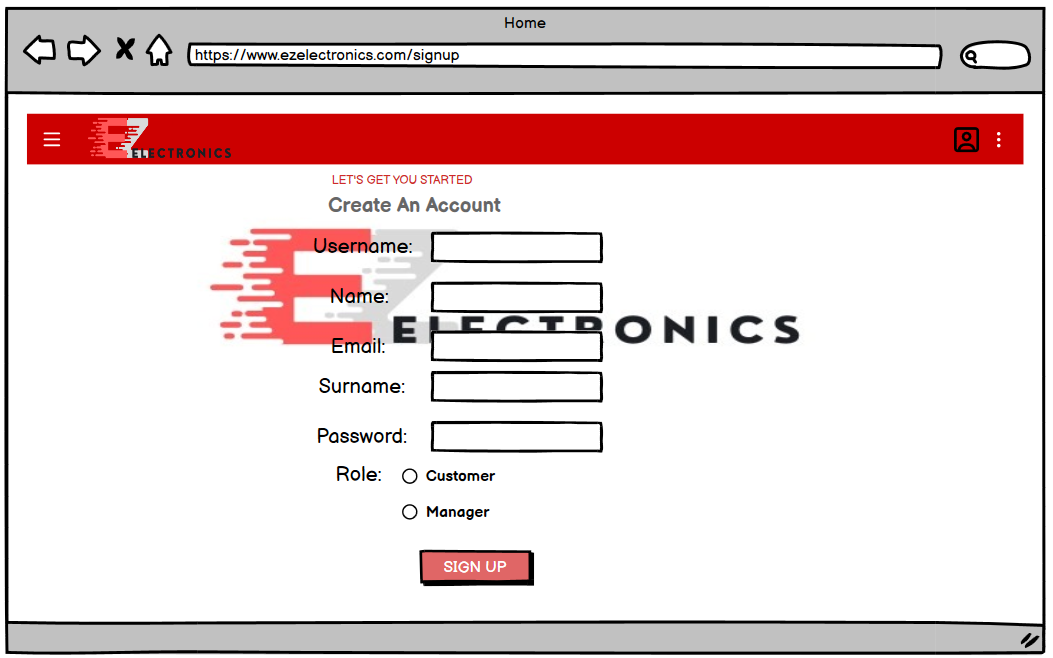 Home
https://www.ezelectronics.com/signup
EZ ELECTRONICS
LET'S GET YOU STARTED
Create An Account
Username:
Name:
EZ ELECTRONICS
Email:
Surname:
Password:
Role:
Customer
Manager
SIGN UP